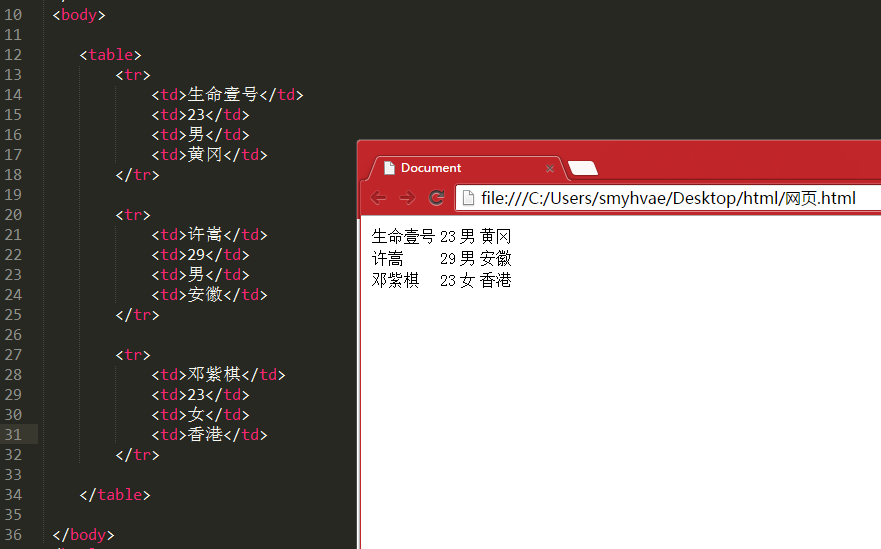 10 <body>
11
12 <table>
13 <tr>
14 <td>生命壹号</td>
15 <td>23</td>
16 <td>男</td>
17 <td>黄冈</td>
18 </tr>
19
20 <tr>
21 <td>许嵩</td>
22 <td>29</td>
23 <td>男</td>
24 <td>安徽</td>
25 </tr>
26
27 <tr>
28 <td>邓紫棋</td>
29 <td>23</td>
30 <td>女</td>
31 <td>香港</td>
32 </tr>
33
34 </table>
35
36 </body>
Document
file:///C:/Users/smyhvae/Desktop/html/网页.html
生命壹号 23 男 黄冈
许嵩 29 男 安徽
邓紫棋 23 女 香港